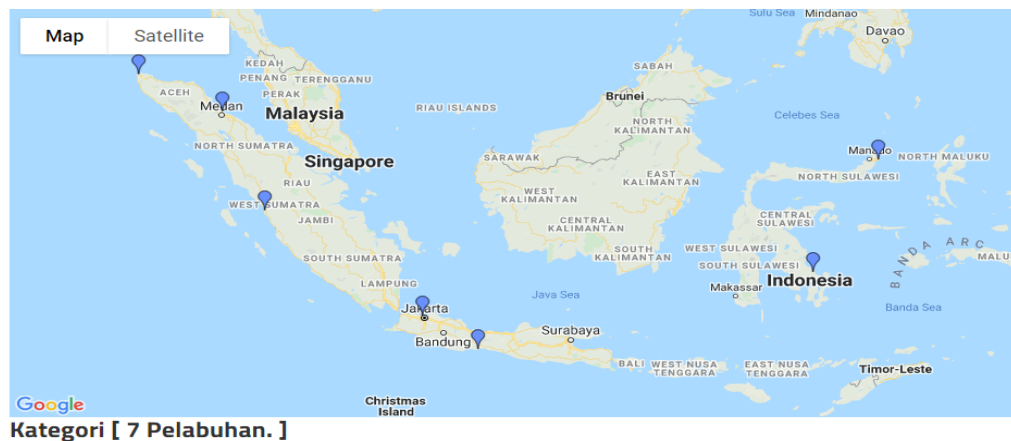 Map
Satellite
Sulu Sea
Mindanao
Davao
KEDAH
PENANG
TERENGGANU
PERAK
ACEH
Medan
Malaysia
RIAU ISLANDS
SABAH
Brunei
NORTH
KALIMANTAN
Celebes Sea
NORTH SUMATRA
Singapore
SARAWAK
Manado
NORTH MALUKU
RIAU
WEST SUMATRA
WEST
KALIMANTAN
EAST
KALIMANTAN
NORTH SULAWESI
JAMBI
CENTRAL
KALIMANTAN
CENTRAL
SULAWESI
SOUTH SUMATRA
SOUTH
KALIMANTAN
WEST SULAWESI
SOUTH SULAWESI
BANDA ARC
MALU
LAMPUNG
Indonesia
Makassar
Java Sea
Banda Sea
Jakarta
Bandung
Surabaya
BALI
WEST NUSA
TENGGARA
EAST NUSA
TENGGARA
Timor-Leste
Christmas
Island
Google
Kategori [ 7 Pelabuhan. ]